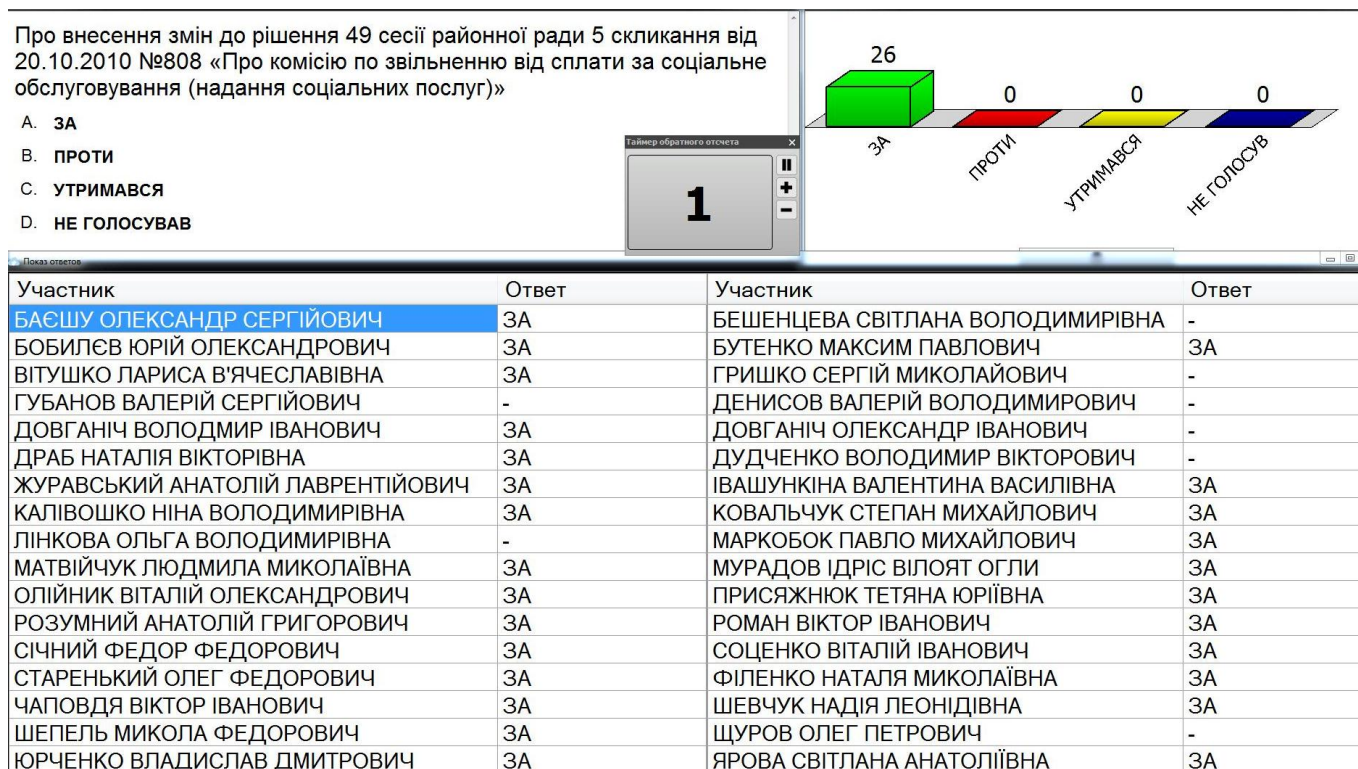 Про внесення змін до рішення 49 сесії районної ради 5 скликання від
20.10.2010 №808 «Про комісію по звільненню від сплати за соціальне
обслуговування (надання соціальних послуг)»
A. ЗА
B. ПРОТИ
C. УТРИМАВСЯ
D. НЕ ГОЛОСУВАВ
Таймер обратного отсчета
1
26 0 0 0
ЗА ПРОТИ УТРИМАВСЯ НЕ ГОЛОСУВ
Показ ответов
Участник Ответ Участник Ответ
БАЄШУ ОЛЕКСАНДР СЕРГІЙОВИЧ ЗА БЕШЕНЦЕВА СВІТЛАНА ВОЛОДИМИРІВНА -
БОБИЛЄВ ЮРІЙ ОЛЕКСАНДРОВИЧ ЗА БУТЕНКО МАКСИМ ПАВЛОВИЧ ЗА
ВІТУШКО ЛАРИСА В'ЯЧЕСЛАВІВНА ЗА ГРИШКО СЕРГІЙ МИКОЛАЙОВИЧ -
ГУБАНОВ ВАЛЕРІЙ СЕРГІЙОВИЧ - ДЕНИСОВ ВАЛЕРІЙ ВОЛОДИМИРОВИЧ -
ДОВГАНІЧ ВОЛОДМИР ІВАНОВИЧ ЗА ДОВГАНІЧ ОЛЕКСАНДР ІВАНОВИЧ -
ДРАБ НАТАЛІЯ ВІКТОРІВНА ЗА ДУДЧЕНКО ВОЛОДИМИР ВІКТОРОВИЧ -
ЖУРАВСЬКИЙ АНАТОЛІЙ ЛАВРЕНТІЙОВИЧ ЗА ІВАШУНКІНА ВАЛЕНТИНА ВАСИЛІВНА ЗА
КАЛІВОШКО НІНА ВОЛОДИМИРІВНА ЗА КОВАЛЬЧУК СТЕПАН МИХАЙЛОВИЧ ЗА
ЛІНКОВА ОЛЬГА ВОЛОДИМИРІВНА - МАРКОБОК ПАВЛО МИХАЙЛОВИЧ ЗА
МАТВІЙЧУК ЛЮДМИЛА МИКОЛАЇВНА ЗА МУРАДОВ ІДРІС ВІЛОЯТ ОГЛИ ЗА
ОЛІЙНИК ВІТАЛІЙ ОЛЕКСАНДРОВИЧ ЗА ПРИСЯЖНЮК ТЕТЯНА ЮРІЇВНА ЗА
РОЗУМНИЙ АНАТОЛІЙ ГРИГОРОВИЧ ЗА РОМАН ВІКТОР ІВАНОВИЧ ЗА
СІЧНИЙ ФЕДОР ФЕДОРОВИЧ ЗА СОЦЕНКО ВІТАЛІЙ ІВАНОВИЧ ЗА
СТАРЕНЬКИЙ ОЛЕГ ФЕДОРОВИЧ ЗА ФІЛЕНКО НАТАЛЯ МИКОЛАЇВНА ЗА
ЧАПОВДЯ ВІКТОР ІВАНОВИЧ ЗА ШЕВЧУК НАДІЯ ЛЕОНІДІВНА ЗА
ШЕПЕЛЬ МИКОЛА ФЕДОРОВИЧ ЗА ЩУРОВ ОЛЕГ ПЕТРОВИЧ -
ЮРЧЕНКО ВЛАДИСЛАВ ДМИТРОВИЧ ЗА ЯРОВА СВІТЛАНА АНАТОЛІЇВНА ЗА